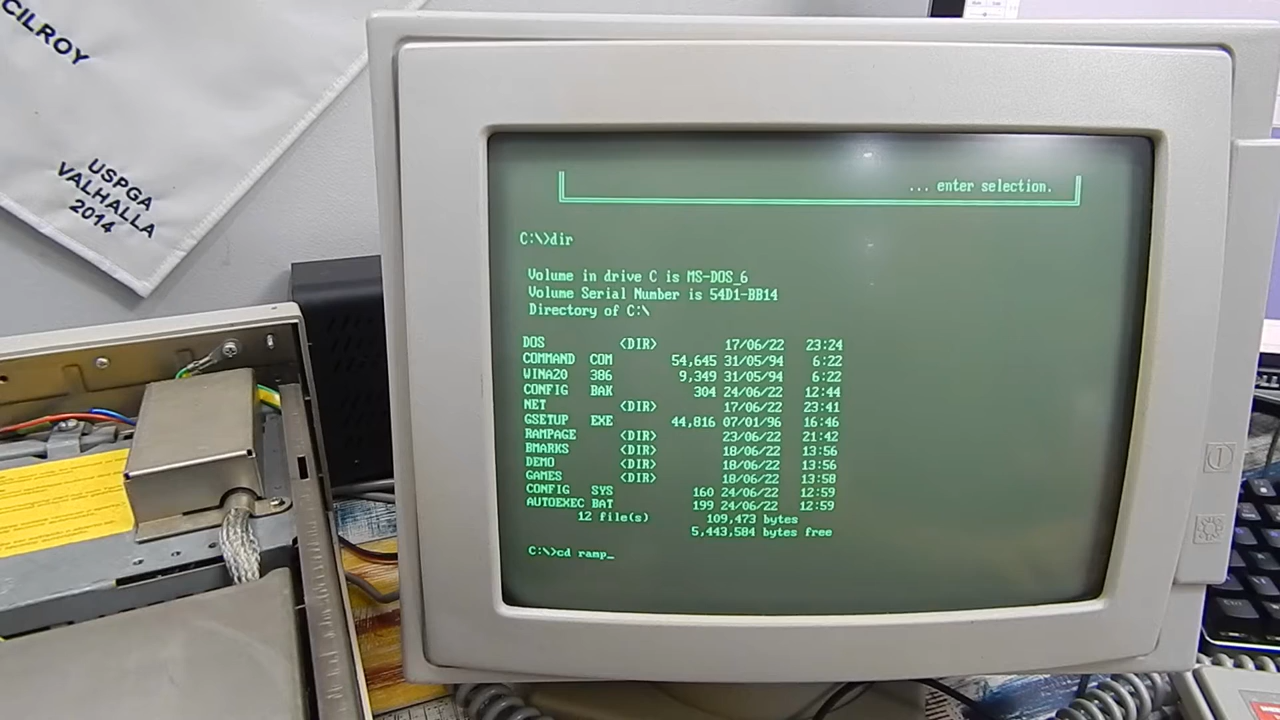 CILROY
USPGA
VALHALLA
2014
... enter selection.
C:\>dir
Volume in drive C is MS-DOS_6
Volume Serial Number is 54D1-BB14
Directory of C:\
DOS <DIR> 17/06/22 23:24
COMMAND COM 54,645 31/05/94 6:22
WINA20 386 9,349 31/05/94 6:22
CONFIG BAK 304 24/06/22 12:44
NET <DIR> 17/06/22 23:41
GSETUP EXE 44,816 07/01/96 16:46
RAMPAGE <DIR> 23/06/22 21:42
BMARKS <DIR> 18/06/22 13:56
DEMO <DIR> 18/06/22 13:56
GAMES <DIR> 18/06/22 13:58
CONFIG SYS 160 24/06/22 12:59
AUTOEXEC BAT 199 24/06/22 12:59
12 file(s) 109,473 bytes
5,443,584 bytes free
C:\>cd ramp_